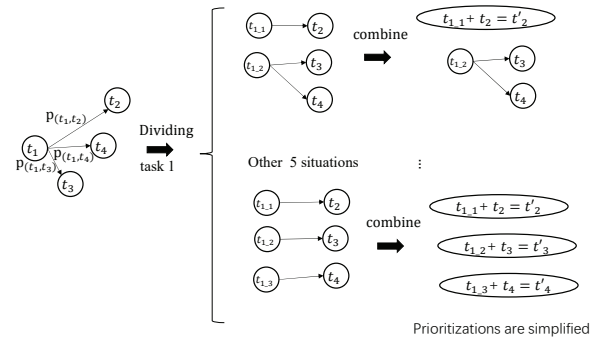 t₁
t₂
t₄
t₃
p₍t₁,t₂₎
p₍t₁,t₄₎
p₍t₁,t₃₎
Dividing
task 1
t₁_₁
t₂
t₁_₂
t₃
t₄
combine
t₁_₁+ t₂ = t′₂
t₁_₂
t₃
t₄
Other 5 situations
⋮
t₁_₁
t₂
t₁_₂
t₃
t₁_₃
t₄
combine
t₁_₁+ t₂ = t′₂
t₁_₂+ t₃ = t′₃
t₁_₃+ t₄ = t′₄
Prioritizations are simplified